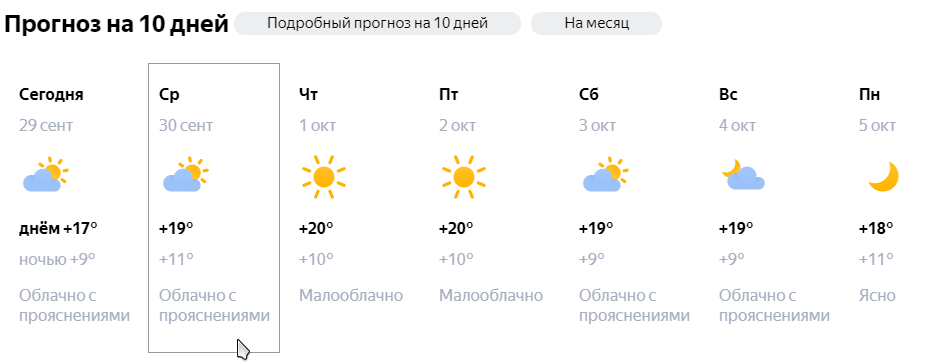 Прогноз на 10 дней
Подробный прогноз на 10 дней
На месяц
Сегодня
Ср
Чт
Пт
Сб
Вс
Пн
29 сент
30 сент
1 окт
2 окт
3 окт
4 окт
5 окт
днём +17°
+19°
+20°
+20°
+19°
+19°
+18°
ночью +9°
+11°
+10°
+10°
+9°
+9°
+11°
Облачно с
прояснениями
Облачно с
прояснениями
Малооблачно
Малооблачно
Облачно с
прояснениями
Облачно с
прояснениями
Ясно